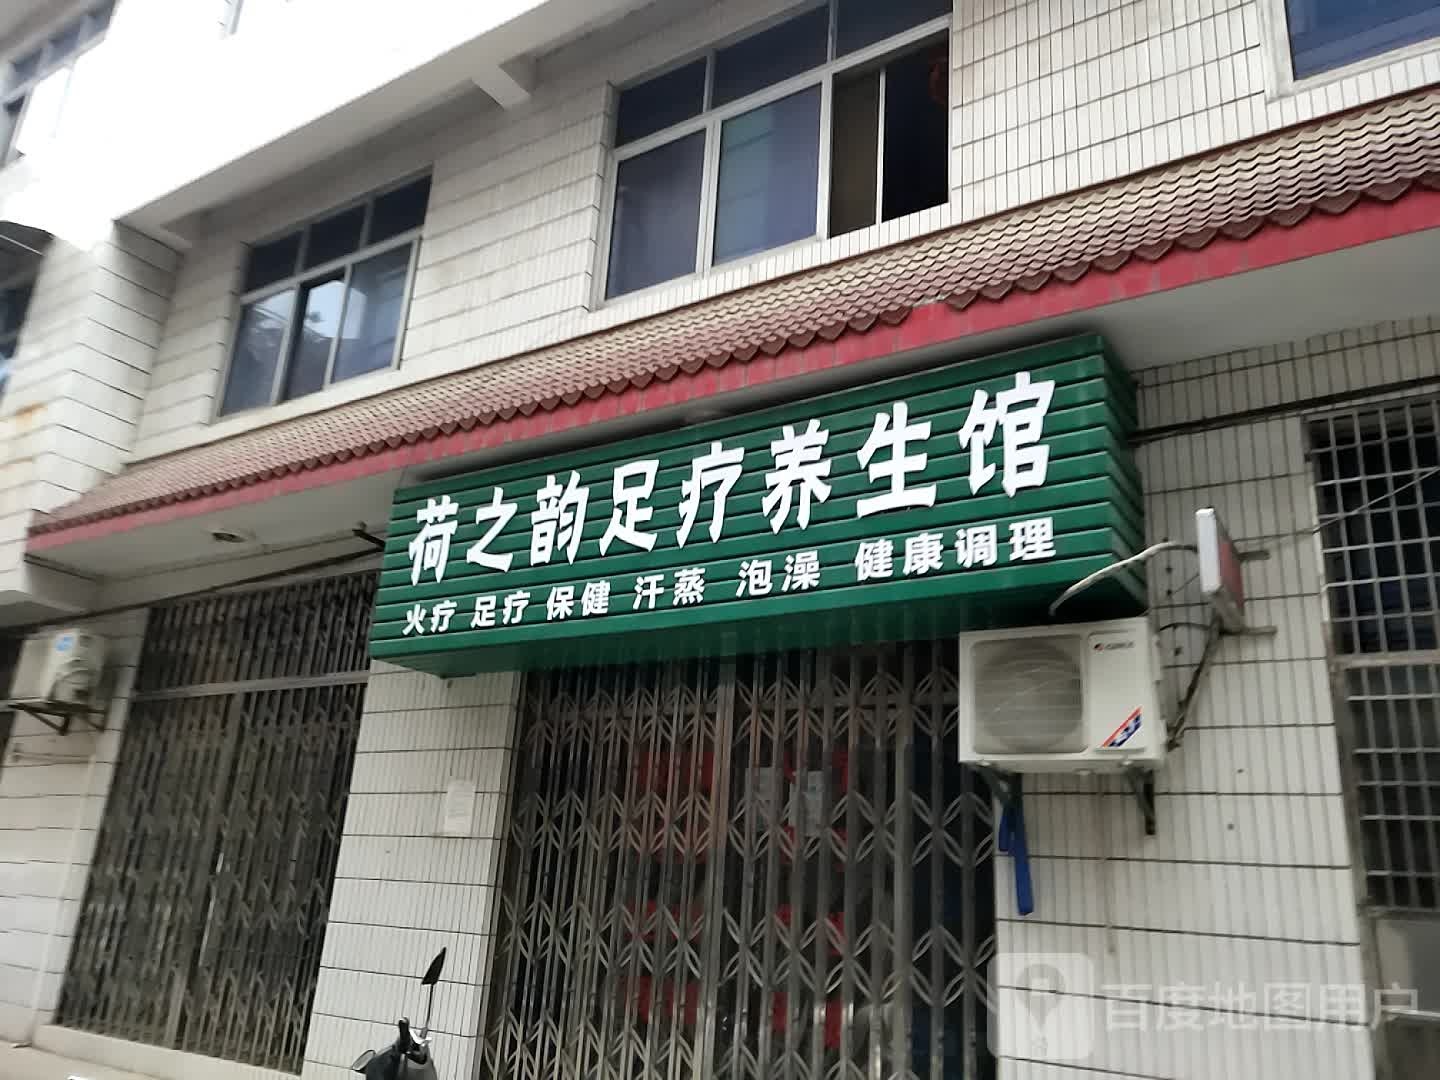 荷之韵足疗养生馆
火疗 足疗 保健 汗蒸 泡澡 健康调理
百度地图用户